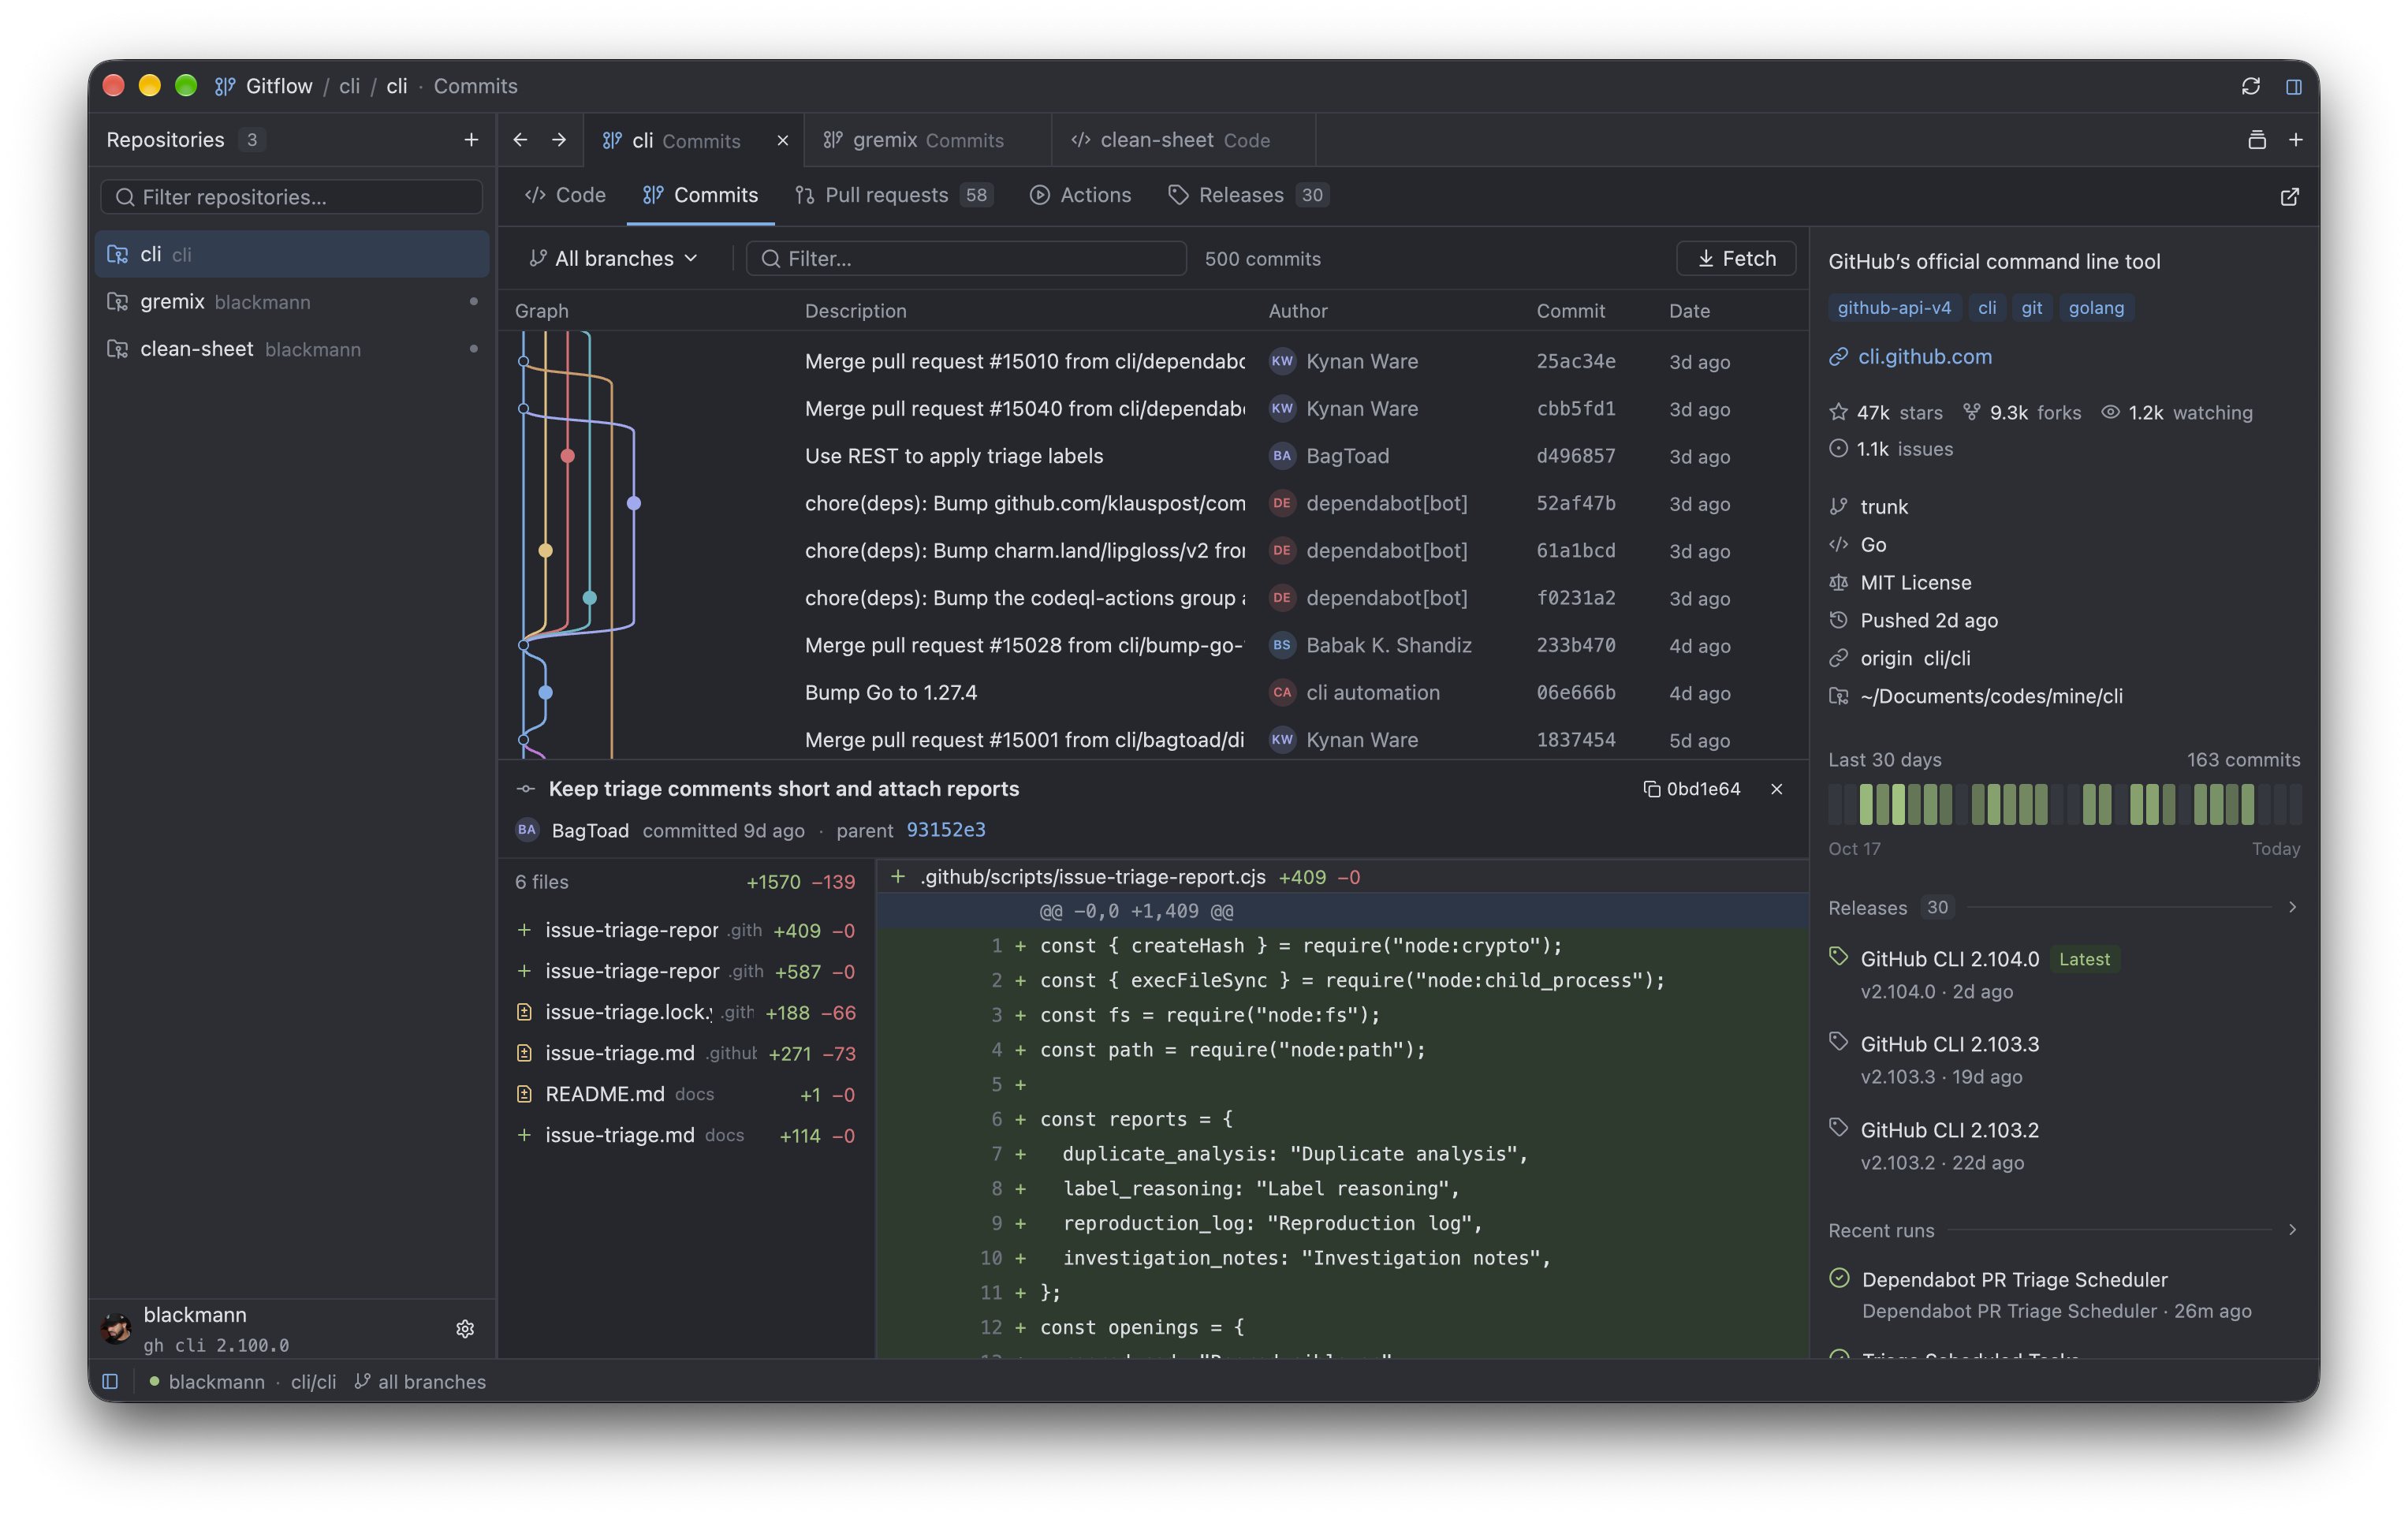 Gitflow / cli / cli · Commits
Repositories 3
Filter repositories...
cli cli
gremix blackmann
clean-sheet blackmann
blackmann
gh cli 2.100.0
cli Commits
gremix Commits
clean-sheet Code
Code
Commits
Pull requests 58
Actions
Releases 30
All branches
Filter...
500 commits
Fetch
Graph Description Author Commit Date
Merge pull request #15010 from cli/dependabo KW Kynan Ware 25ac34e 3d ago
Merge pull request #15040 from cli/dependab KW Kynan Ware cbb5fd1 3d ago
Use REST to apply triage labels BA BagToad d496857 3d ago
chore(deps): Bump github.com/klauspost/com DE dependabot[bot] 52af47b 3d ago
chore(deps): Bump charm.land/lipgloss/v2 fro DE dependabot[bot] 61a1bcd 3d ago
chore(deps): Bump the codeql-actions group DE dependabot[bot] f0231a2 3d ago
Merge pull request #15028 from cli/bump-go- BS Babak K. Shandiz 233b470 4d ago
Bump Go to 1.27.4 CA cli automation 06e666b 4d ago
Merge pull request #15001 from cli/bagtoad/di KW Kynan Ware 1837454 5d ago
Keep triage comments short and attach reports 0bd1e64
BA BagToad committed 9d ago · parent 93152e3
6 files +1570 −139
+ issue-triage-repor .gith +409 −0
+ issue-triage-repor .gith +587 −0
issue-triage.lock. .gith +188 −66
issue-triage.md .github +271 −73
README.md docs +1 −0
+ issue-triage.md docs +114 −0
+ .github/scripts/issue-triage-report.cjs +409 −0
@@ −0,0 +1,409 @@
1 + const { createHash } = require("node:crypto");
2 + const { execFileSync } = require("node:child_process");
3 + const fs = require("node:fs");
4 + const path = require("node:path");
5 +
6 + const reports = {
7 + duplicate_analysis: "Duplicate analysis",
8 + label_reasoning: "Label reasoning",
9 + reproduction_log: "Reproduction log",
10 + investigation_notes: "Investigation notes",
11 + };
12 + const openings = {
GitHub’s official command line tool
github-api-v4 cli git golang
cli.github.com
47k stars 9.3k forks 1.2k watching
1.1k issues
trunk
Go
MIT License
Pushed 2d ago
origin cli/cli
~/Documents/codes/mine/cli
Last 30 days 163 commits
Oct 17 Today
Releases 30
GitHub CLI 2.104.0 Latest
v2.104.0 · 2d ago
GitHub CLI 2.103.3
v2.103.3 · 19d ago
GitHub CLI 2.103.2
v2.103.2 · 22d ago
Recent runs
Dependabot PR Triage Scheduler
Dependabot PR Triage Scheduler · 26m ago
Triage Scheduled Tasks
blackmann · cli/cli all branches